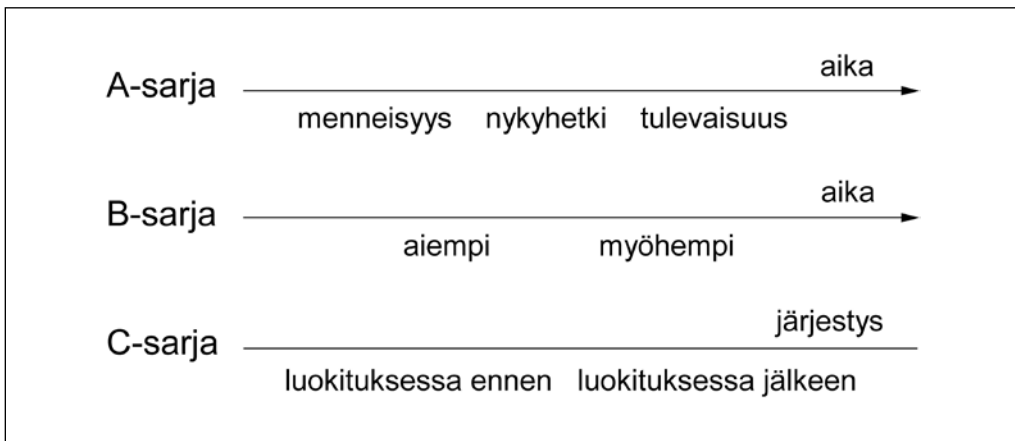 aika
A-sarja
menneisyys nykyhetki tulevaisuus
aika
B-sarja
aiempi myöhempi
järjestys
C-sarja
luokituksessa ennen luokituksessa jälkeen